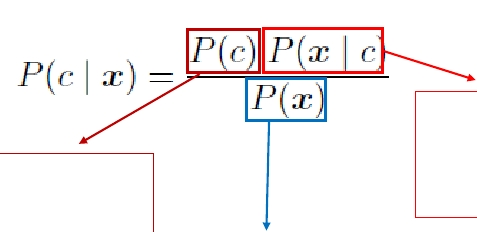 P(c | x) = P(c) P(x | c) / P(x)